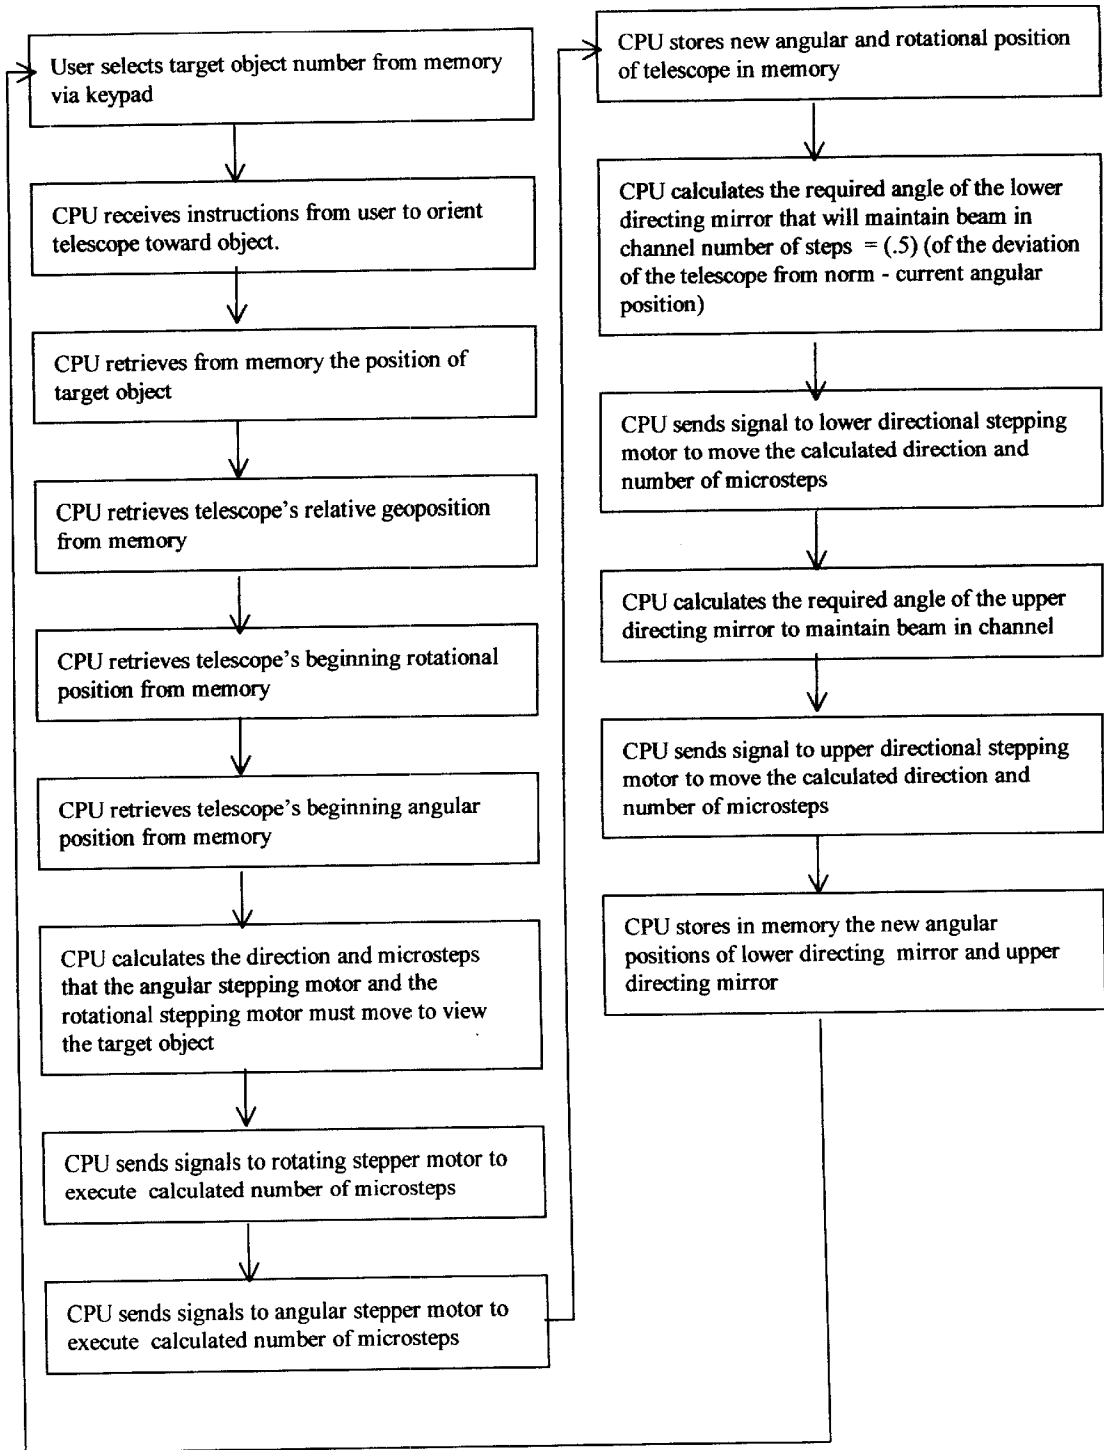 User selects target object number from memory
via keypad
CPU receives instructions from user to orient
telescope toward object.
CPU retrieves from memory the position of
target object
CPU retrieves telescope's relative geoposition
from memory
CPU retrieves telescope's beginning rotational
position from memory
CPU retrieves telescope's beginning angular
position from memory
CPU calculates the direction and microsteps
that the angular stepping motor and the
rotational stepping motor must move to view
the target object
CPU sends signals to rotating stepper motor to
execute calculated number of microsteps
CPU sends signals to angular stepper motor to
execute calculated number of microsteps
CPU stores new angular and rotational position
of telescope in memory
CPU calculates the required angle of the lower
directing mirror that will maintain beam in
channel number of steps = (.5) (of the deviation
of the telescope from norm - current angular
position)
CPU sends signal to lower directional stepping
motor to move the calculated direction and
number of microsteps
CPU calculates the required angle of the upper
directing mirror to maintain beam in channel
CPU sends signal to upper directional stepping
motor to move the calculated direction and
number of microsteps
CPU stores in memory the new angular
positions of lower directing mirror and upper
directing mirror